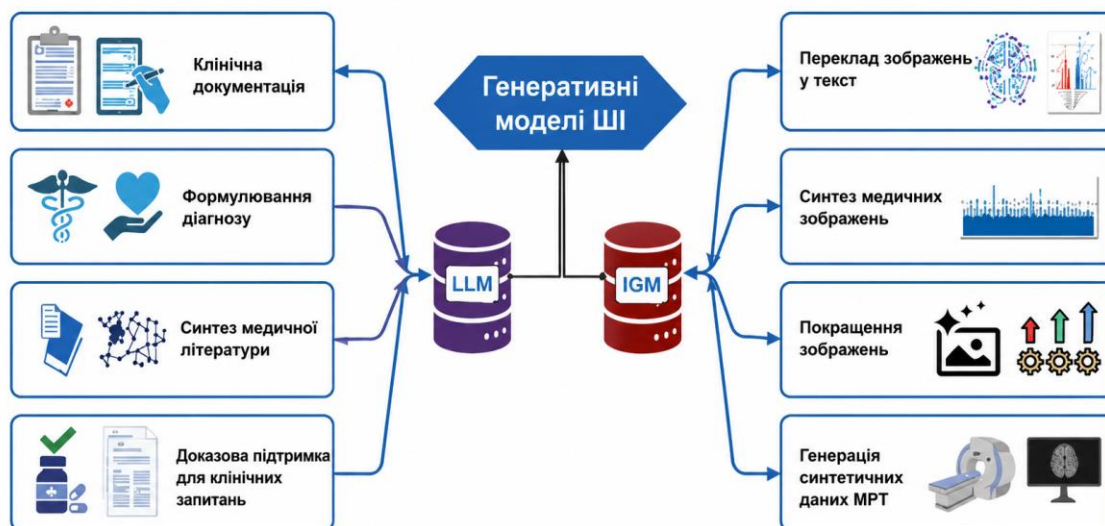 Клінічна
документація
Формулювання
діагнозу
Синтез медичної
літератури
Доказова підтримка
для клінічних
запитань
Генеративні
моделі ШІ
LLM
IGM
Переклад зображень
у текст
Синтез медичних
зображень
Покращення
зображень
Генерація
синтетичних
даних МРТ